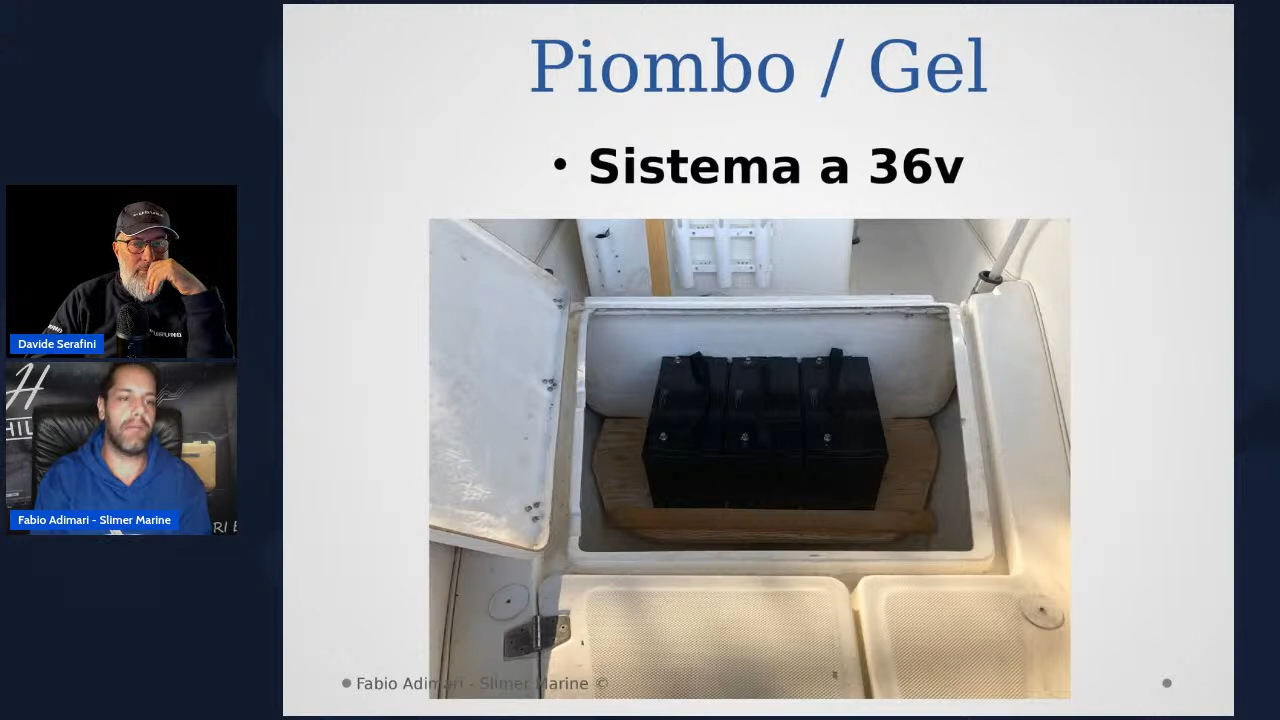 Piombo / Gel
• Sistema a 36v
Davide Serafini
Fabio Adimari - Slimer Marine
Fabio Adimari - Slimer Marine ©